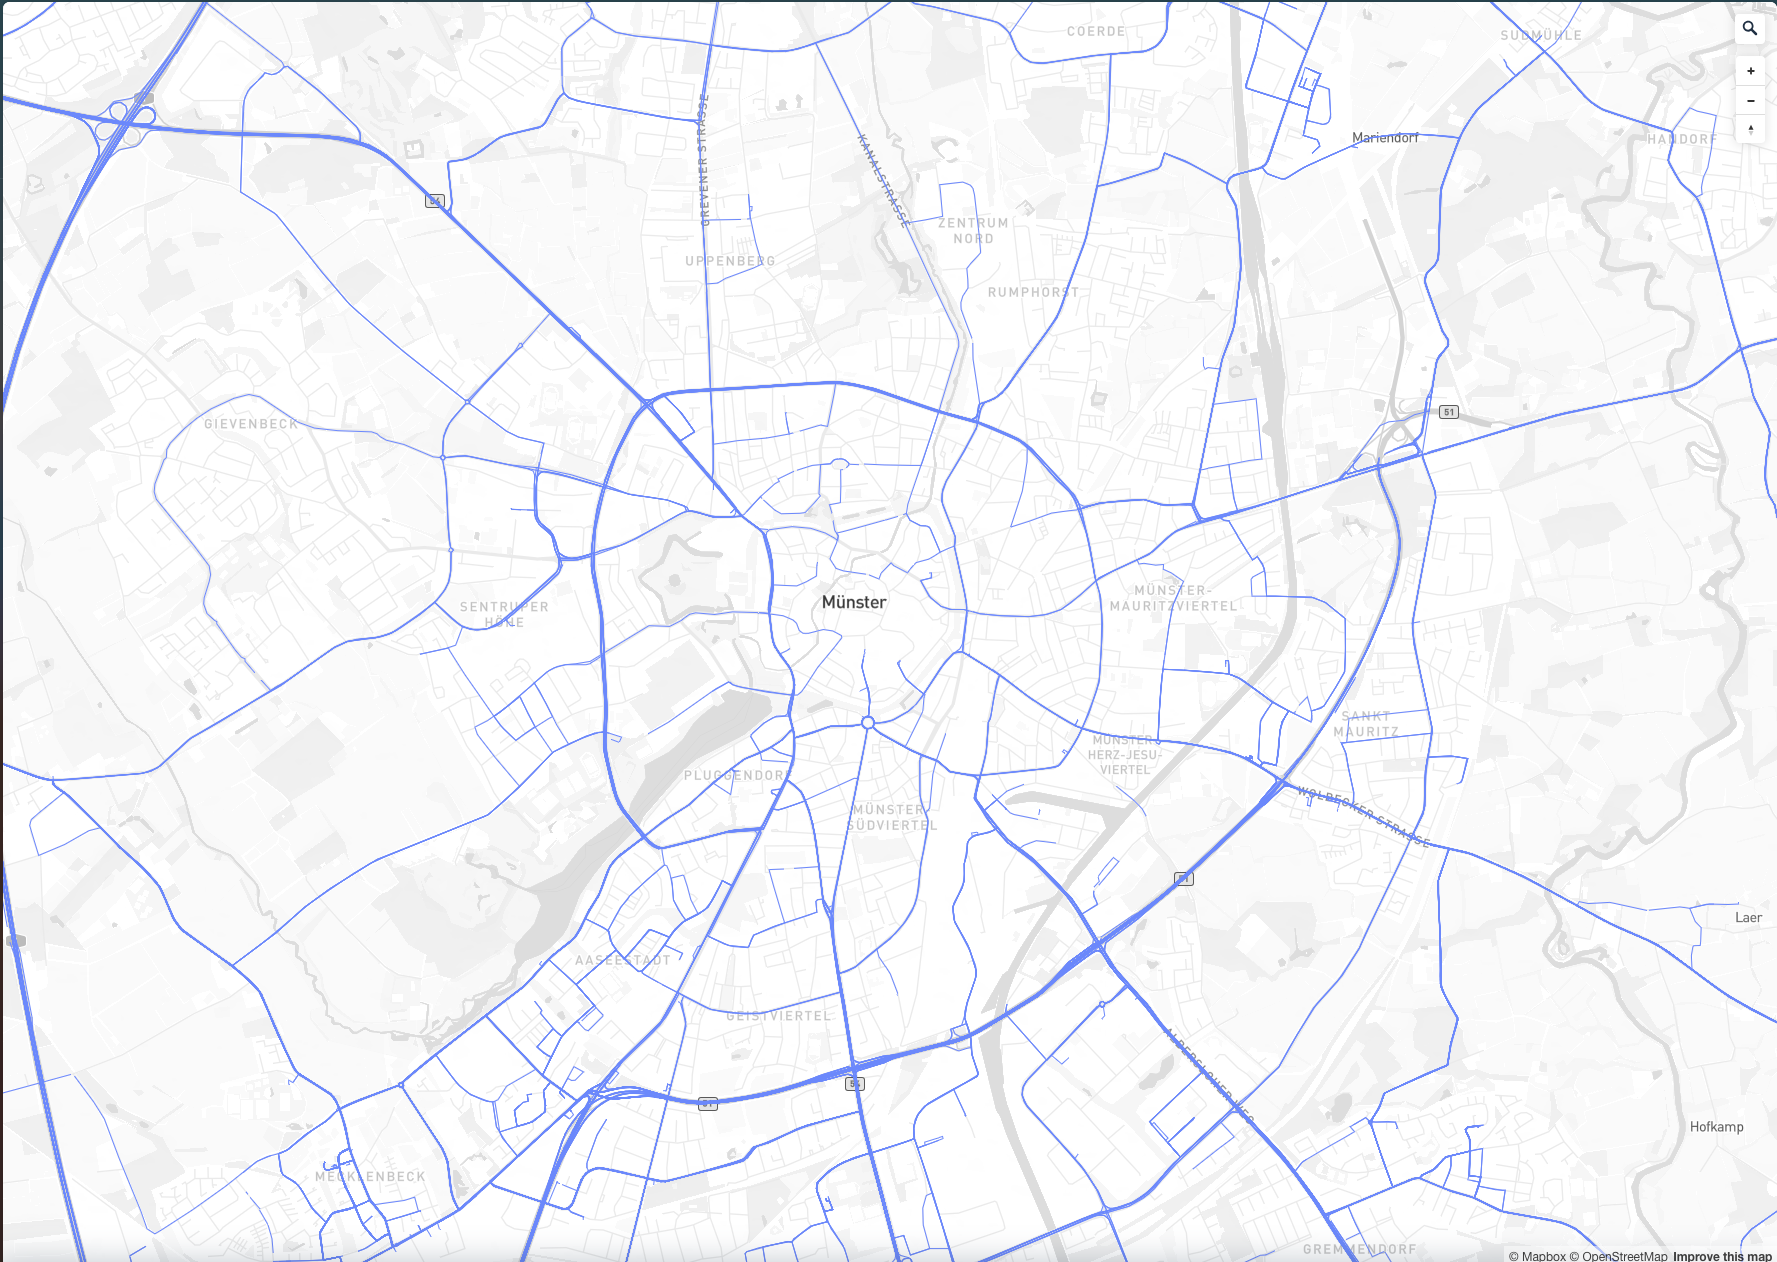 COERDE
SUDMÜHLE
+
−
Mariendorf
HANDORF
GREVENER STRASSE
KANALSTRASSE
54
ZENTRUM
NORD
UPPENBERG
RUMPHORST
51
GIEVENBECK
MÜNSTER-
MAURITZVIERTEL
Münster
SENTRUPER
HÖHE
SANKT
MAURITZ
MÜNSTER-
HERZ-JESU-
VIERTEL
PLUGGENDORF
WOLBECKER STRASSE
MÜNSTER-
SÜDVIERTEL
51
Laer
AASEESTADT
GEISTVIERTEL
ALBERSLOHER WEG
54
51
Hofkamp
MECKLENBECK
GREMMENDORF
© Mapbox © OpenStreetMap Improve this map